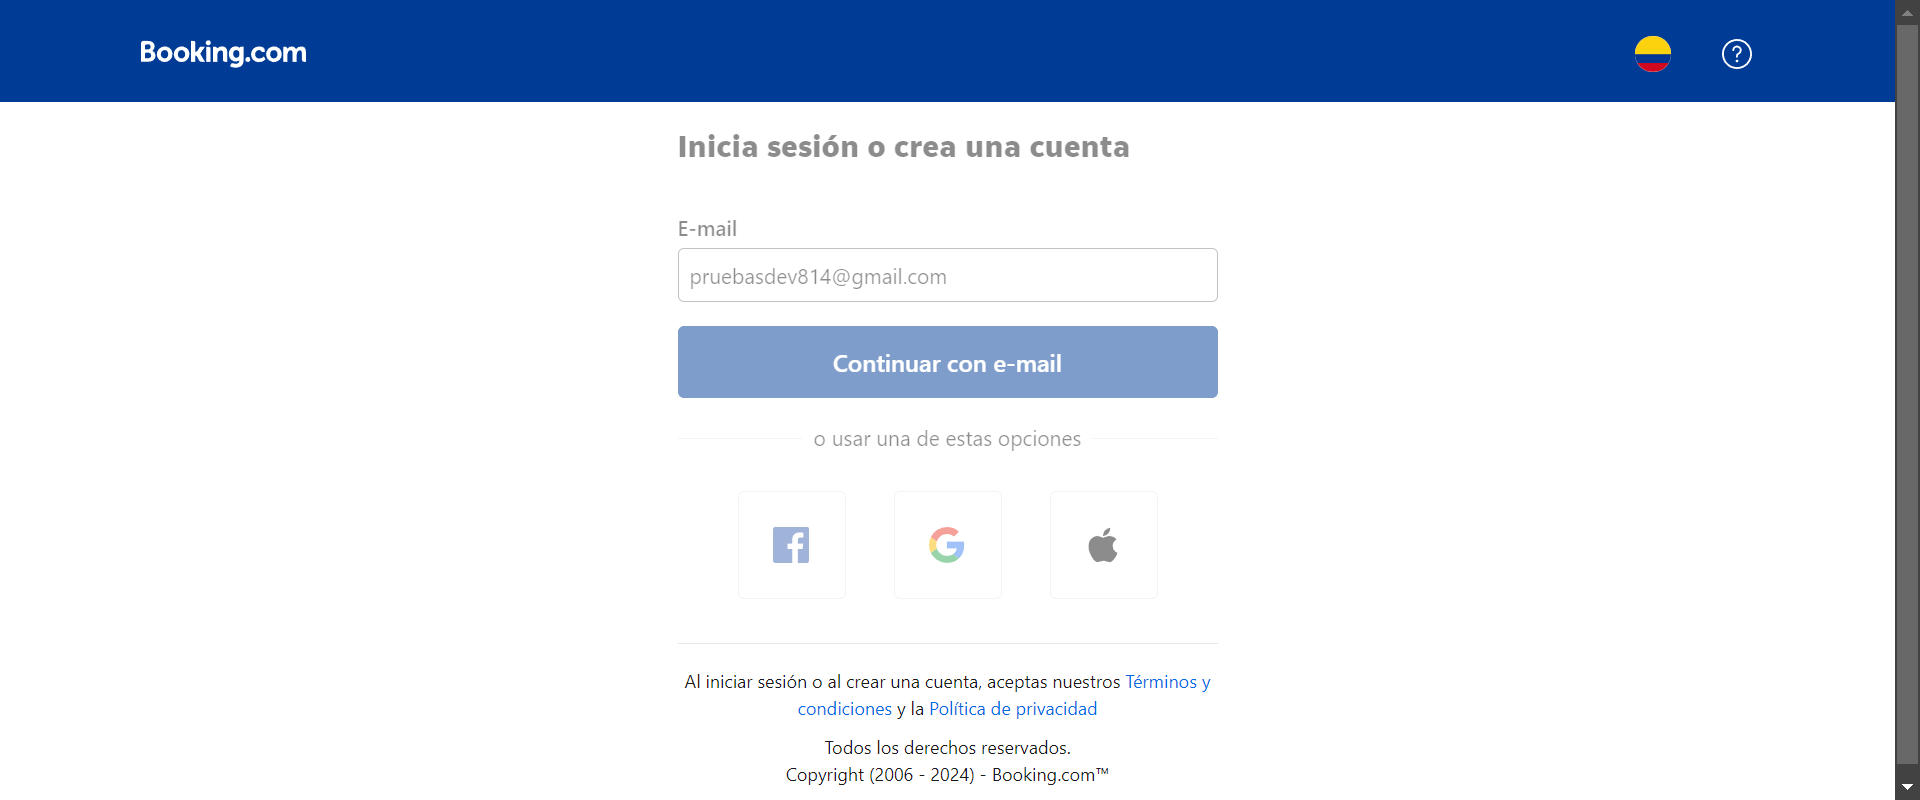 Booking.com
Inicia sesión o crea una cuenta
E-mail
pruebasdev814@gmail.com
Continuar con e-mail
o usar una de estas opciones
Al iniciar sesión o al crear una cuenta, aceptas nuestros Términos y
condiciones y la Política de privacidad
Todos los derechos reservados.
Copyright (2006 - 2024) - Booking.com™